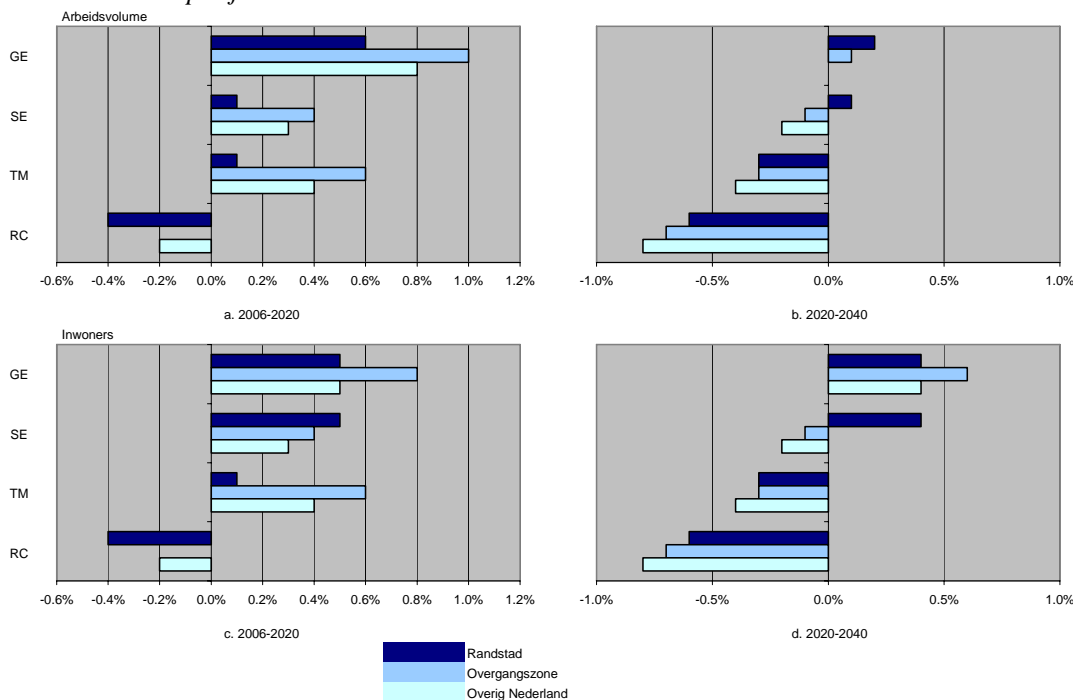 Arbeidsvolume
GE
SE
TM
RC
-0.6% -0.4% -0.2% 0.0% 0.2% 0.4% 0.6% 0.8% 1.0% 1.2%
a. 2006-2020
-1.0% -0.5% 0.0% 0.5% 1.0%
b. 2020-2040
Inwoners
GE
SE
TM
RC
-0.6% -0.4% -0.2% 0.0% 0.2% 0.4% 0.6% 0.8% 1.0% 1.2%
c. 2006-2020
-1.0% -0.5% 0.0% 0.5% 1.0%
d. 2020-2040
Randstad
Overgangszone
Overig Nederland